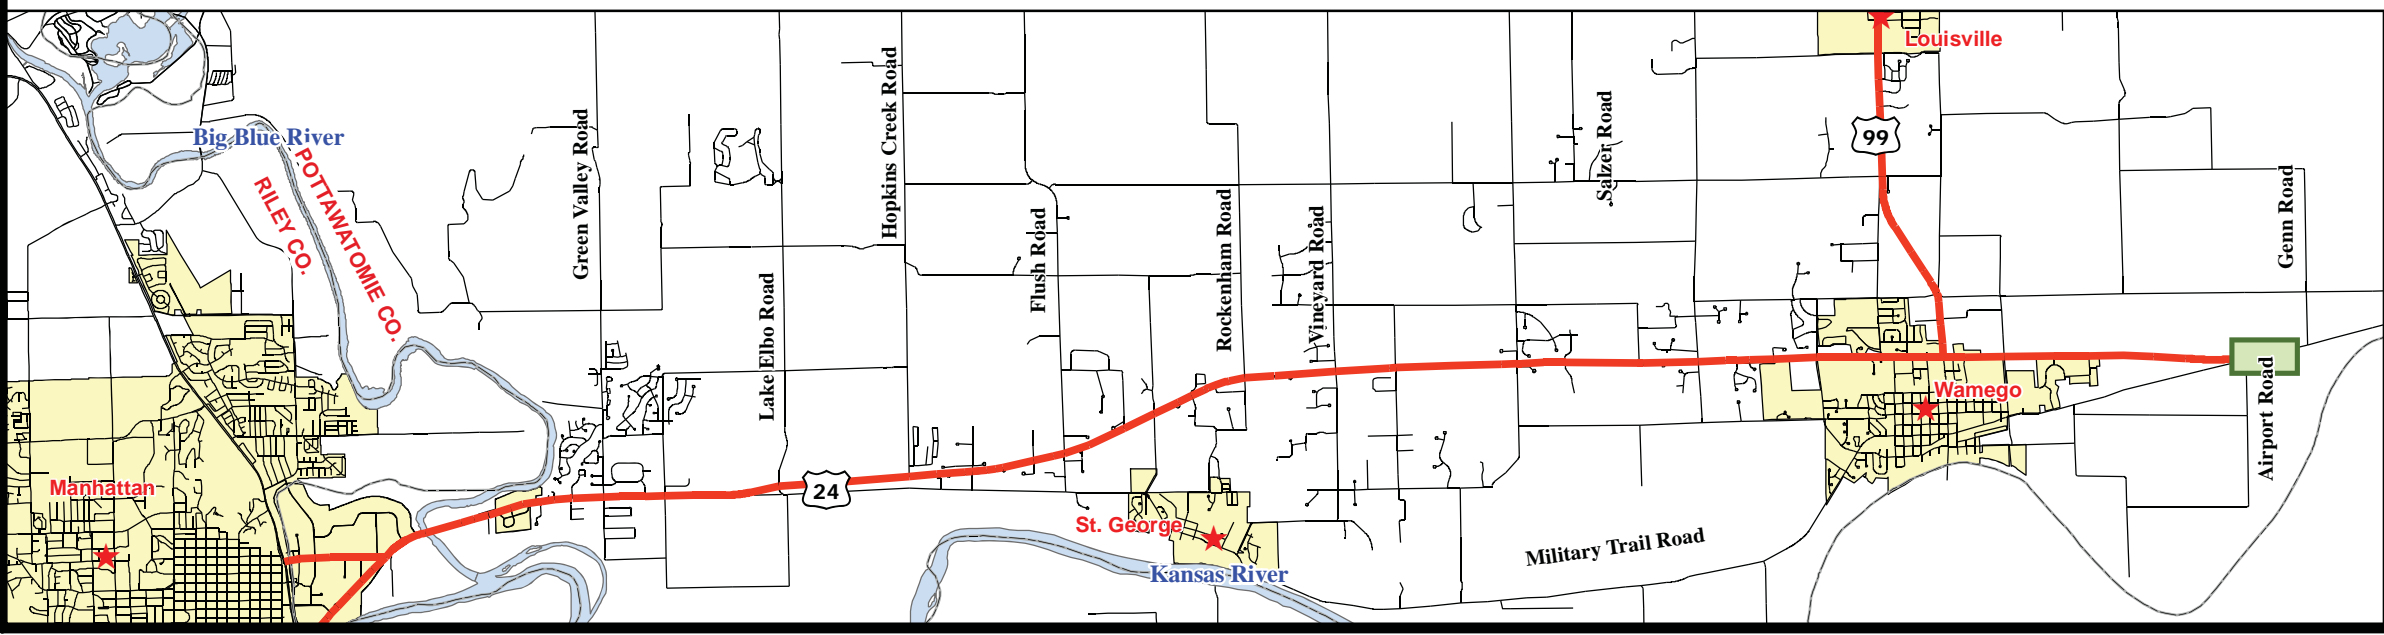 Louisville
99
Big Blue River
POTTAWATOMIE CO.
RILEY CO.
Green Valley Road
Hopkins Creek Road
Salzer Road
Genn Road
Flush Road
Rockenham Road
Vineyard Road
Lake Elbo Road
Wamego
Airport Road
24
Manhattan
St. George
Military Trail Road
Kansas River